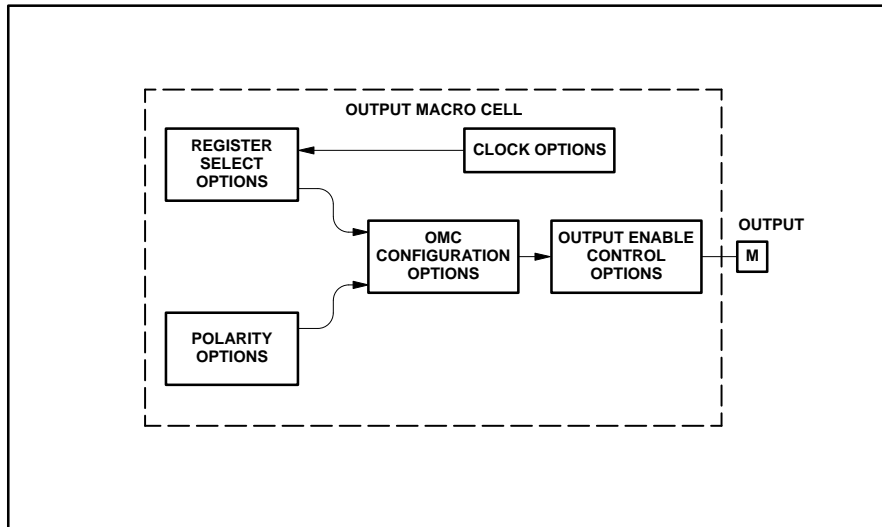 OUTPUT MACRO CELL
REGISTER
SELECT
OPTIONS
CLOCK OPTIONS
OMC
CONFIGURATION
OPTIONS
OUTPUT ENABLE
CONTROL
OPTIONS
OUTPUT
M
POLARITY
OPTIONS